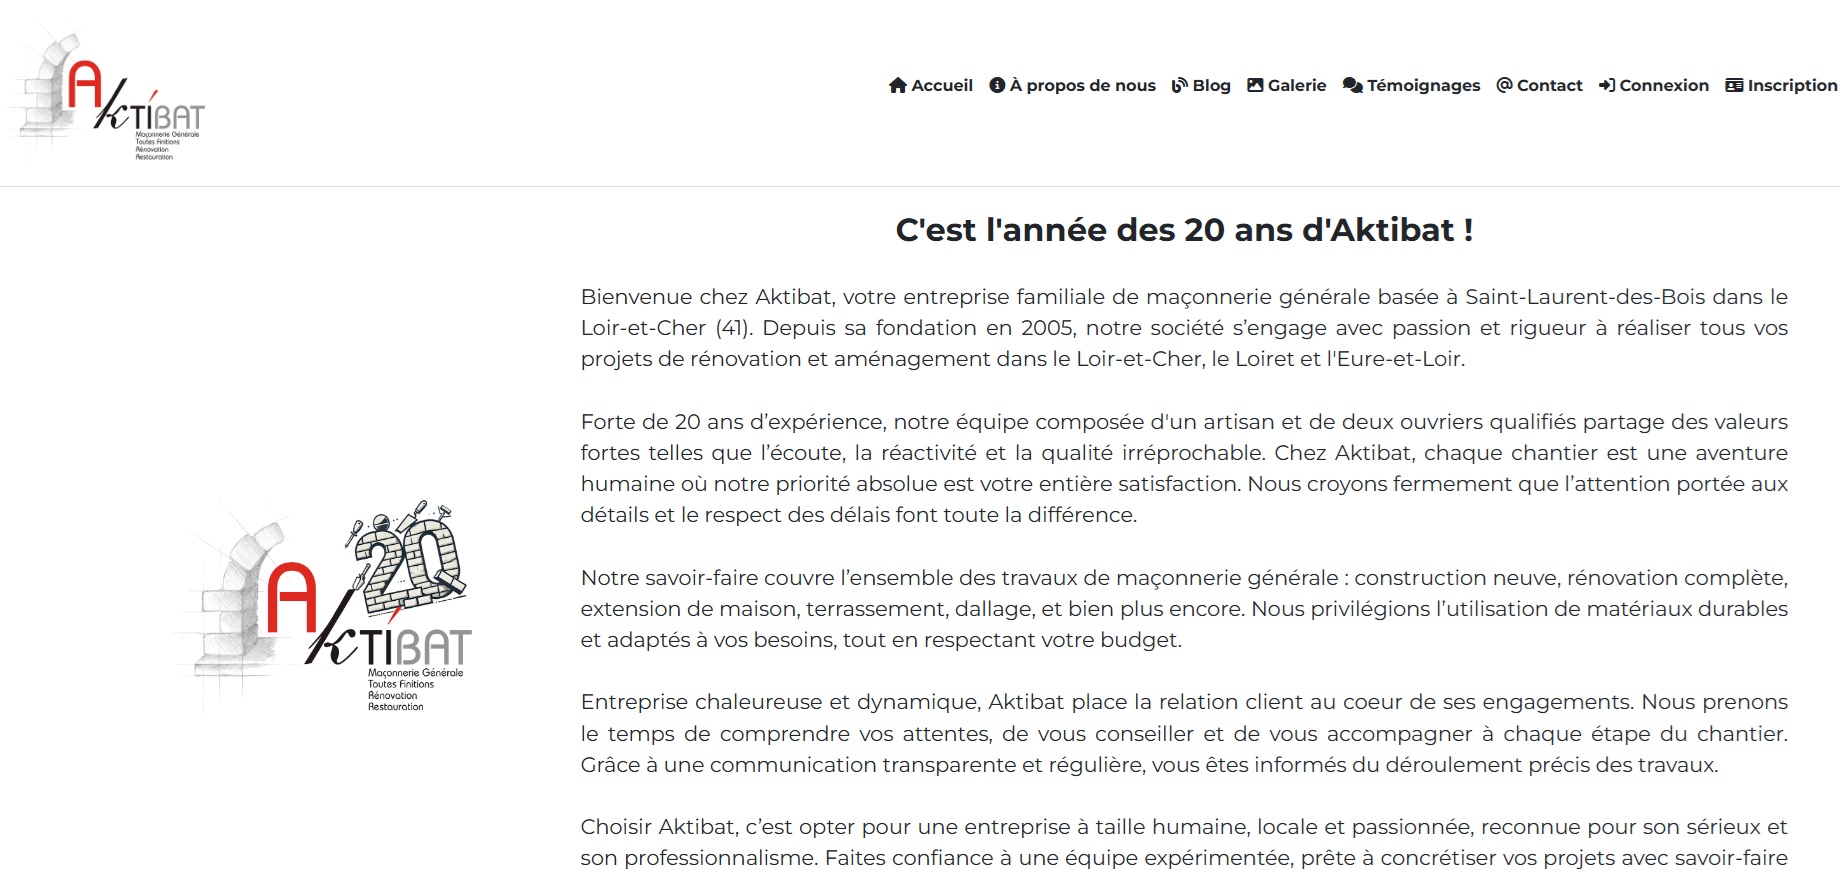 AkTiBAT
Maçonnerie Générale
Toutes Finitions
Rénovation
Restauration
Accueil À propos de nous Blog Galerie Témoignages Contact Connexion Inscription
C'est l'année des 20 ans d'Aktibat !
Bienvenue chez Aktibat, votre entreprise familiale de maçonnerie générale basée à Saint-Laurent-des-Bois dans le
Loir-et-Cher (41). Depuis sa fondation en 2005, notre société s’engage avec passion et rigueur à réaliser tous vos
projets de rénovation et aménagement dans le Loir-et-Cher, le Loiret et l'Eure-et-Loir.
Forte de 20 ans d’expérience, notre équipe composée d'un artisan et de deux ouvriers qualifiés partage des valeurs
fortes telles que l’écoute, la réactivité et la qualité irréprochable. Chez Aktibat, chaque chantier est une aventure
humaine où notre priorité absolue est votre entière satisfaction. Nous croyons fermement que l’attention portée aux
détails et le respect des délais font toute la différence.
Notre savoir-faire couvre l’ensemble des travaux de maçonnerie générale : construction neuve, rénovation complète,
extension de maison, terrassement, dallage, et bien plus encore. Nous privilégions l’utilisation de matériaux durables
et adaptés à vos besoins, tout en respectant votre budget.
Entreprise chaleureuse et dynamique, Aktibat place la relation client au coeur de ses engagements. Nous prenons
le temps de comprendre vos attentes, de vous conseiller et de vous accompagner à chaque étape du chantier.
Grâce à une communication transparente et régulière, vous êtes informés du déroulement précis des travaux.
Choisir Aktibat, c’est opter pour une entreprise à taille humaine, locale et passionnée, reconnue pour son sérieux et
son professionnalisme. Faites confiance à une équipe expérimentée, prête à concrétiser vos projets avec savoir-faire
20
AkTiBAT
Maçonnerie Générale
Toutes Finitions
Rénovation
Restauration